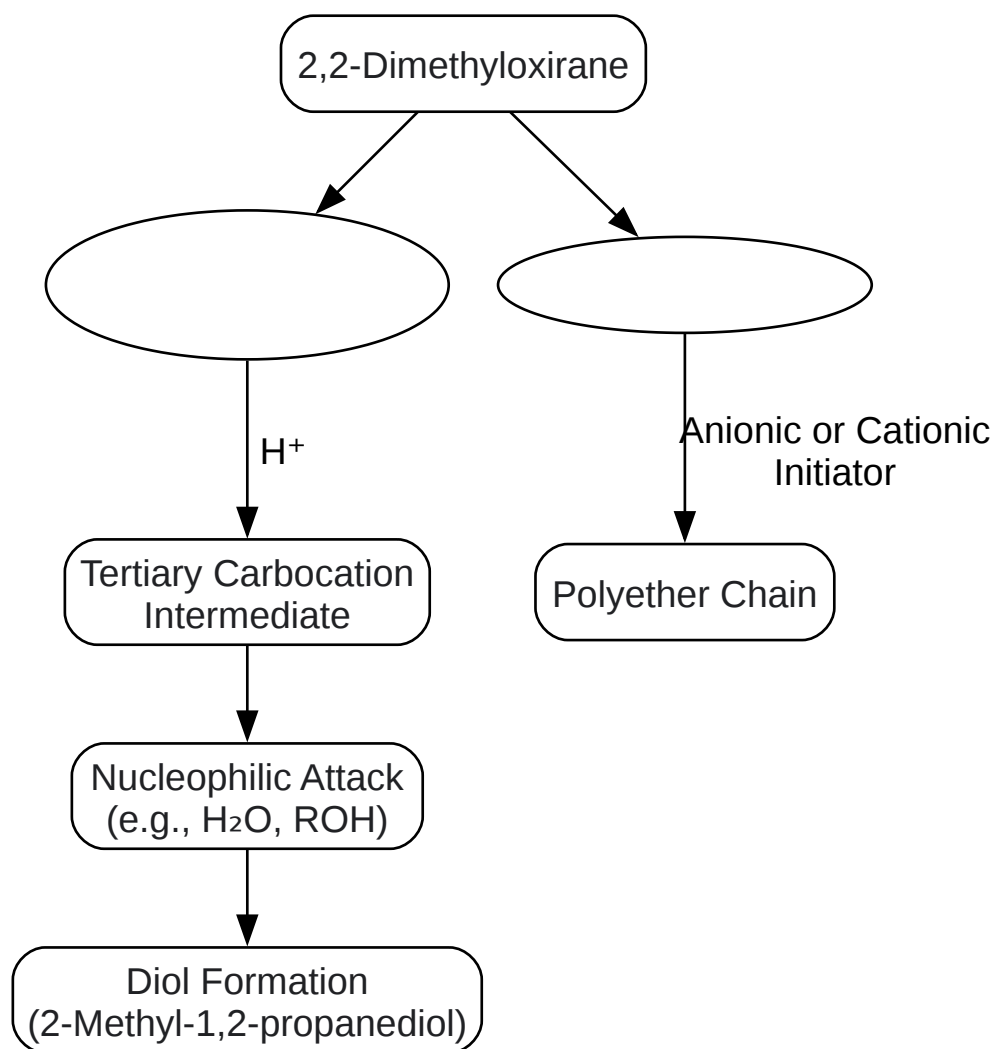 2,2-Dimethyloxirane
H⁺
Anionic or Cationic
Initiator
Tertiary Carbocation
Intermediate
Polyether Chain
Nucleophilic Attack
(e.g., H₂O, ROH)
Diol Formation
(2-Methyl-1,2-propanediol)